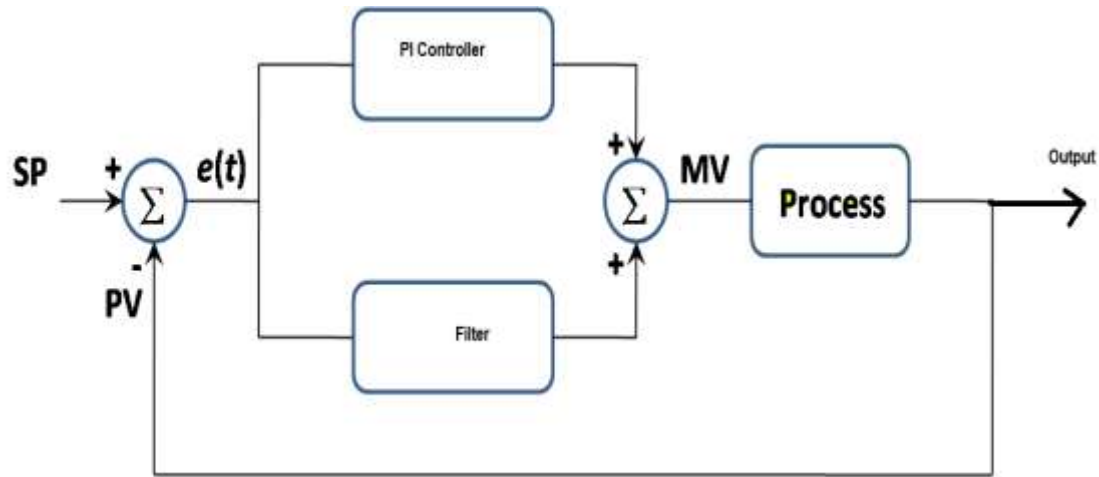 PI Controller
+
MV
Output
SP
+
e(t)
Σ
Σ
Process
-
PV
+
Filter